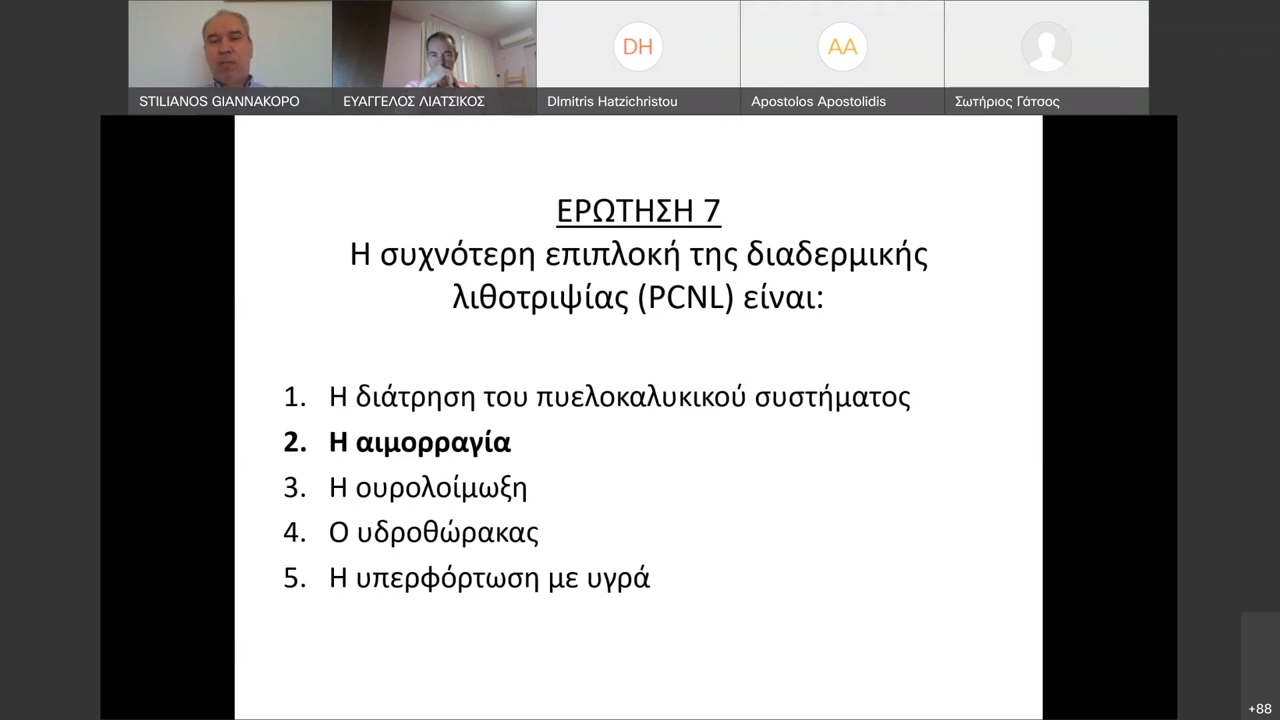 STILIANOS GIANNAKOPO
ΕΥΑΓΓΕΛΟΣ ΛΙΑΤΣΙΚΟΣ
DH
DImitris Hatzichristou
AA
Apostolos Apostolidis
Σωτήριος Γάτσος
ΕΡΩΤΗΣΗ 7
Η συχνότερη επιπλοκή της διαδερμικής
λιθοτριψίας (PCNL) είναι:
1. Η διάτρηση του πυελοκαλυκικού συστήματος
2. Η αιμορραγία
3. Η ουρολοίμωξη
4. Ο υδροθώρακας
5. Η υπερφόρτωση με υγρά
+88